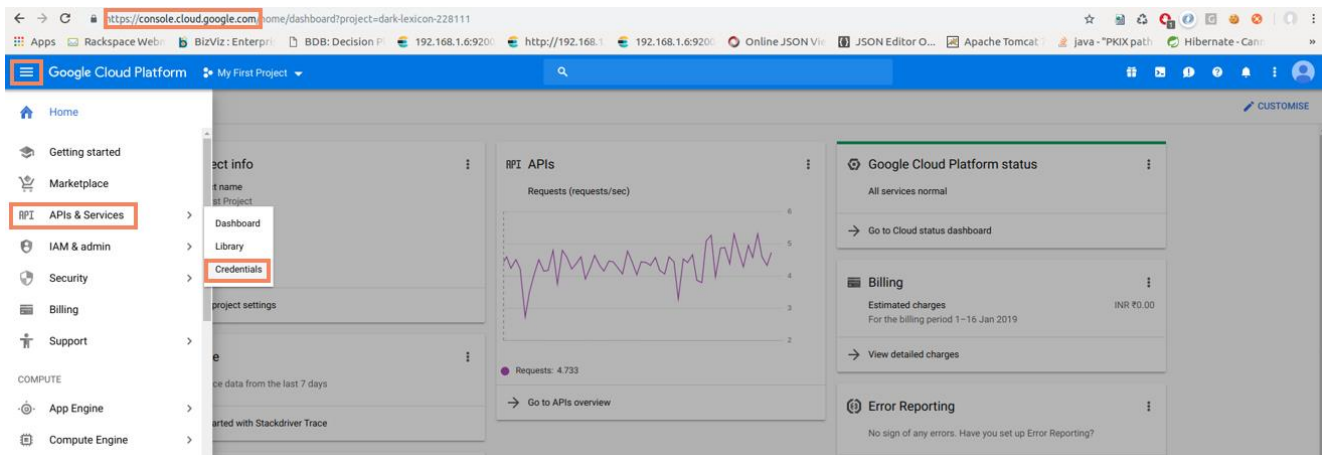 https://console.cloud.google.com/home/dashboard?project=dark-lexicon-228111
Apps Rackspace Webm BizViz : Enterpri BDB: Decision P 192.168.1.6:9200 http://192.168.1 192.168.1.6:9200 Online JSON Vie JSON Editor O... Apache Tomcat 7 java - "PKIX path Hibernate - Cann »
Google Cloud Platform My First Project
CUSTOMISE
Home
Getting started
Marketplace
API APIs & Services
IAM & admin
Security
Billing
Support
COMPUTE
App Engine
Compute Engine
Dashboard
Library
Credentials
ect info
t name
st Project
project settings
e
ce data from the last 7 days
arted with Stackdriver Trace
API APIs
Requests (requests/sec)
6
5
4
3
2
Requests: 4.733
Go to APIs overview
Google Cloud Platform status
All services normal
Go to Cloud status dashboard
Billing
Estimated charges INR ₹0.00
For the billing period 1–16 Jan 2019
View detailed charges
Error Reporting
No sign of any errors. Have you set up Error Reporting?